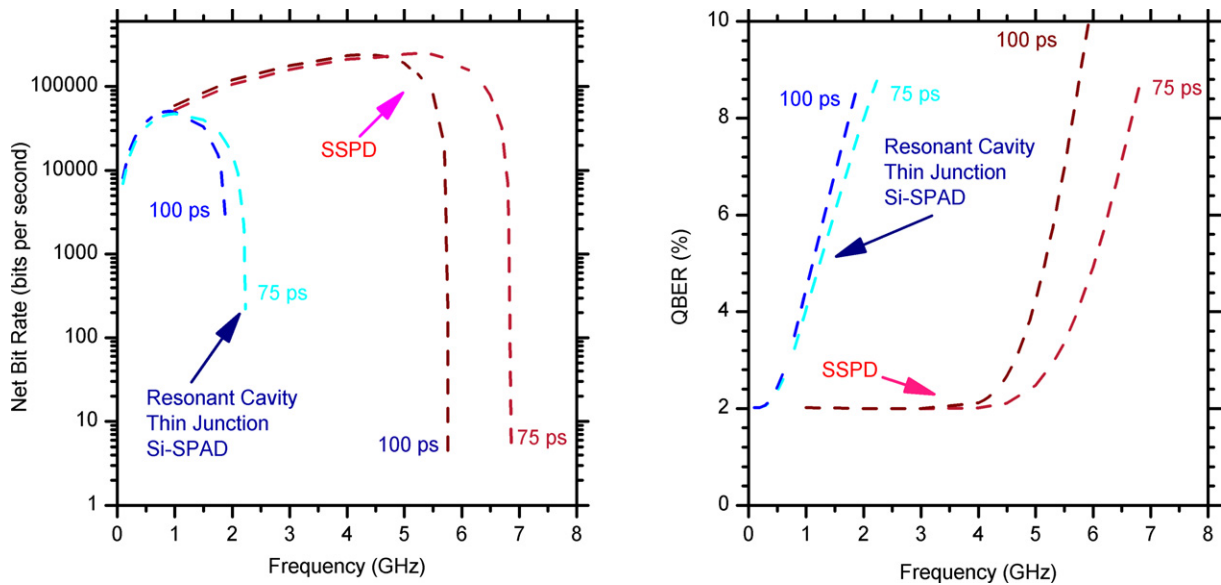 Net Bit Rate (bits per second)
100000
10000
1000
100
10
1
0 1 2 3 4 5 6 7 8
Frequency (GHz)
SSPD
100 ps
75 ps
Resonant Cavity
Thin Junction
Si-SPAD
100 ps
75 ps
QBER (%)
10
8
6
4
2
0
0 1 2 3 4 5 6 7 8
Frequency (GHz)
100 ps
100 ps
75 ps
75 ps
Resonant Cavity
Thin Junction
Si-SPAD
SSPD